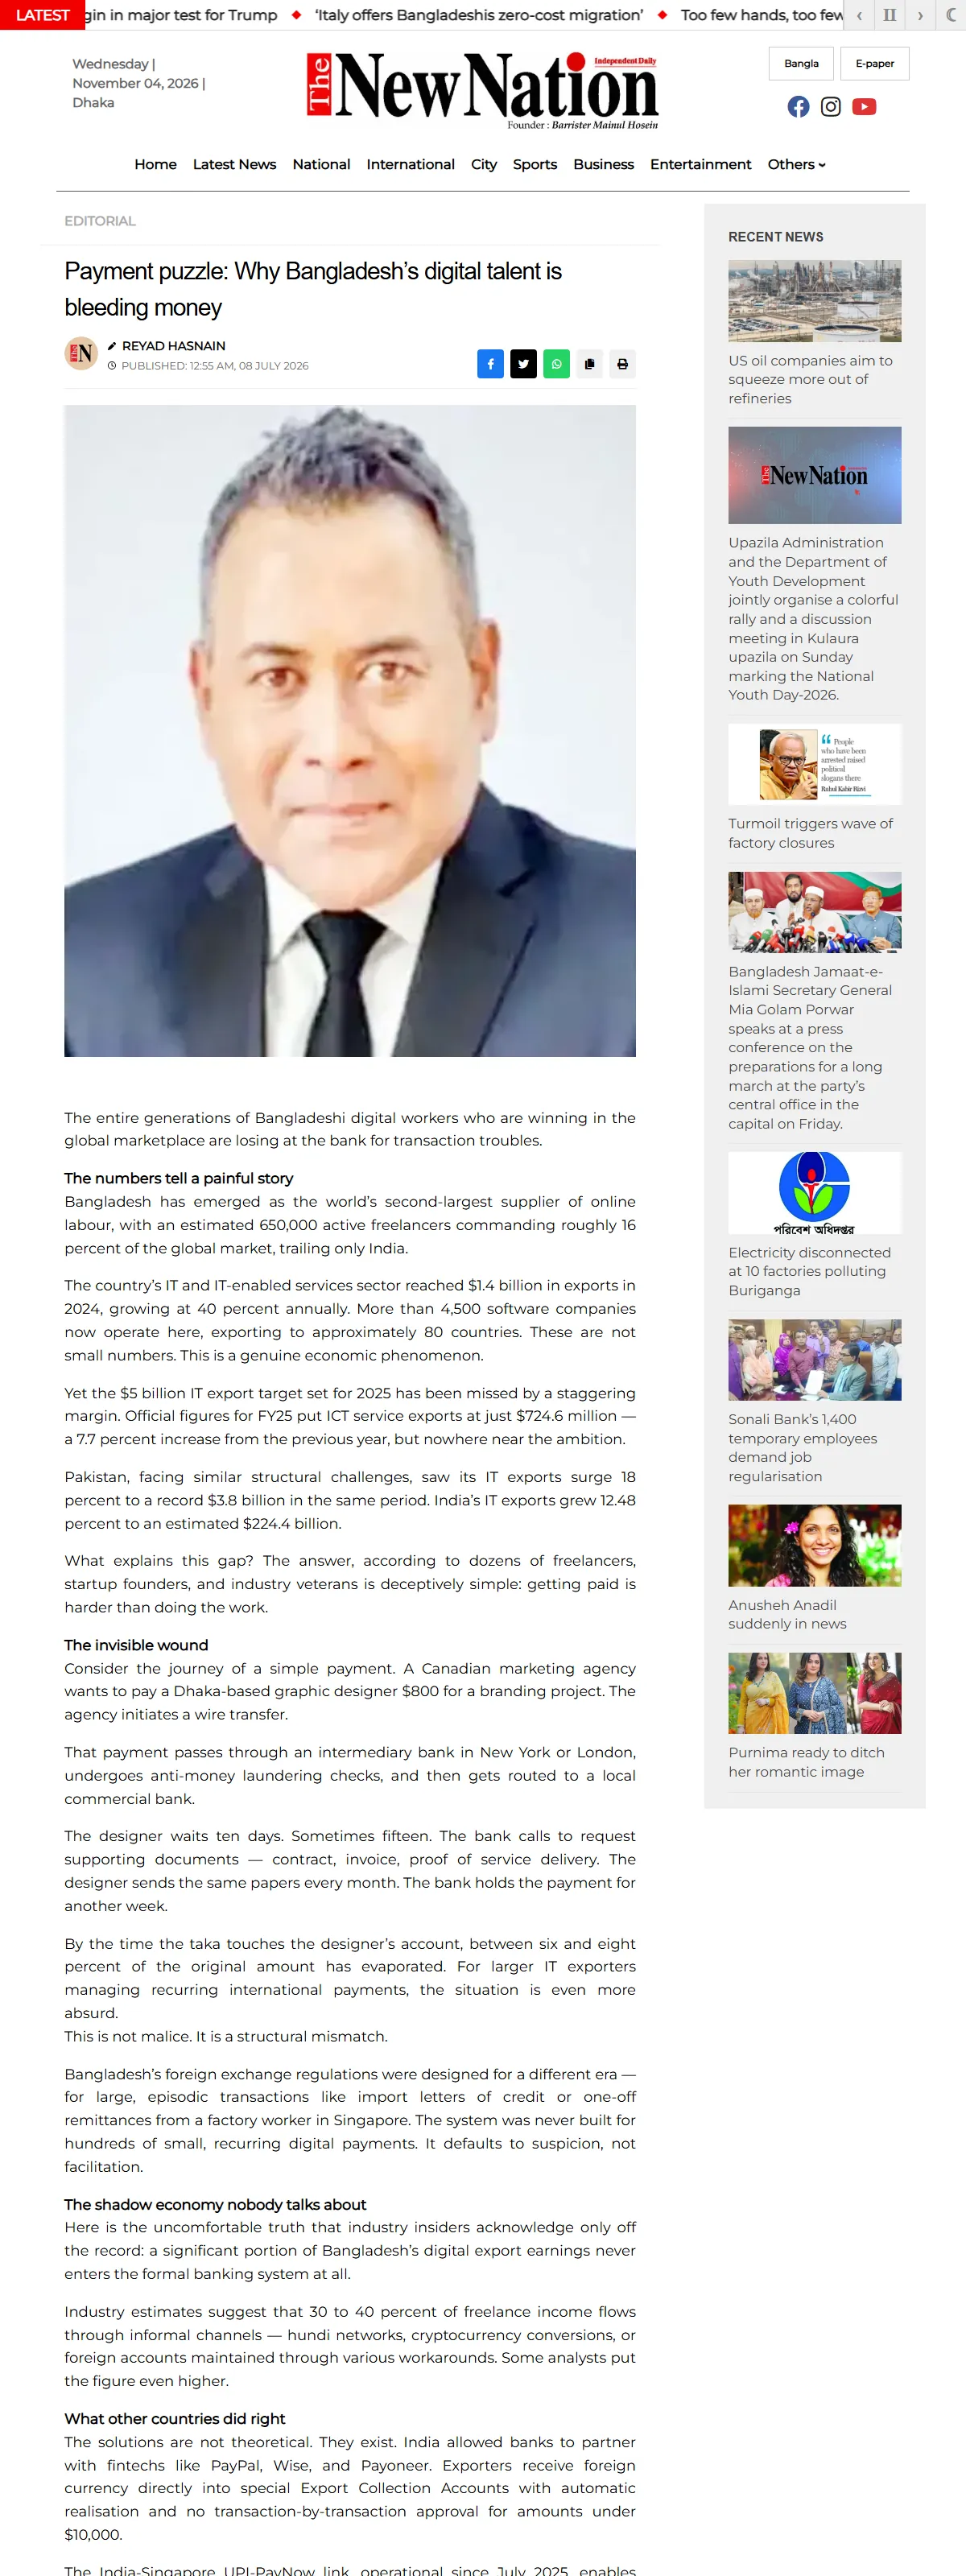 LATEST
gin in major test for Trump ◆ ‘Italy offers Bangladeshis zero-cost migration’ ◆ Too few hands, too few
Wednesday |
November 04, 2026 |
Dhaka
The New Nation
Independent Daily
Founder : Barrister Mainul Hosein
Bangla
E-paper
Home Latest News National International City Sports Business Entertainment Others
EDITORIAL
Payment puzzle: Why Bangladesh’s digital talent is
bleeding money
The N
REYAD HASNAIN
PUBLISHED: 12:55 AM, 08 JULY 2026
The entire generations of Bangladeshi digital workers who are winning in the
global marketplace are losing at the bank for transaction troubles.
The numbers tell a painful story
Bangladesh has emerged as the world’s second-largest supplier of online
labour, with an estimated 650,000 active freelancers commanding roughly 16
percent of the global market, trailing only India.
The country’s IT and IT-enabled services sector reached $1.4 billion in exports in
2024, growing at 40 percent annually. More than 4,500 software companies
now operate here, exporting to approximately 80 countries. These are not
small numbers. This is a genuine economic phenomenon.
Yet the $5 billion IT export target set for 2025 has been missed by a staggering
margin. Official figures for FY25 put ICT service exports at just $724.6 million —
a 7.7 percent increase from the previous year, but nowhere near the ambition.
Pakistan, facing similar structural challenges, saw its IT exports surge 18
percent to a record $3.8 billion in the same period. India’s IT exports grew 12.48
percent to an estimated $224.4 billion.
What explains this gap? The answer, according to dozens of freelancers,
startup founders, and industry veterans is deceptively simple: getting paid is
harder than doing the work.
The invisible wound
Consider the journey of a simple payment. A Canadian marketing agency
wants to pay a Dhaka-based graphic designer $800 for a branding project. The
agency initiates a wire transfer.
That payment passes through an intermediary bank in New York or London,
undergoes anti-money laundering checks, and then gets routed to a local
commercial bank.
The designer waits ten days. Sometimes fifteen. The bank calls to request
supporting documents — contract, invoice, proof of service delivery. The
designer sends the same papers every month. The bank holds the payment for
another week.
By the time the taka touches the designer’s account, between six and eight
percent of the original amount has evaporated. For larger IT exporters
managing recurring international payments, the situation is even more
absurd.
This is not malice. It is a structural mismatch.
Bangladesh’s foreign exchange regulations were designed for a different era —
for large, episodic transactions like import letters of credit or one-off
remittances from a factory worker in Singapore. The system was never built for
hundreds of small, recurring digital payments. It defaults to suspicion, not
facilitation.
The shadow economy nobody talks about
Here is the uncomfortable truth that industry insiders acknowledge only off
the record: a significant portion of Bangladesh’s digital export earnings never
enters the formal banking system at all.
Industry estimates suggest that 30 to 40 percent of freelance income flows
through informal channels — hundi networks, cryptocurrency conversions, or
foreign accounts maintained through various workarounds. Some analysts put
the figure even higher.
What other countries did right
The solutions are not theoretical. They exist. India allowed banks to partner
with fintechs like PayPal, Wise, and Payoneer. Exporters receive foreign
currency directly into special Export Collection Accounts with automatic
realisation and no transaction-by-transaction approval for amounts under
$10,000.
The India-Singapore UPI-PayNow link, operational since July 2025, enables
RECENT NEWS
US oil companies aim to
squeeze more out of
refineries
The New Nation
Upazila Administration
and the Department of
Youth Development
jointly organise a colorful
rally and a discussion
meeting in Kulaura
upazila on Sunday
marking the National
Youth Day-2026.
“ People
who have been
arrested mised
political
slogans there
Ruhul Kabir Rizvi
Turmoil triggers wave of
factory closures
Bangladesh Jamaat-e-
Islami Secretary General
Mia Golam Porwar
speaks at a press
conference on the
preparations for a long
march at the party’s
central office in the
capital on Friday.
পরিবেশ অধিদপ্তর
Electricity disconnected
at 10 factories polluting
Buriganga
Sonali Bank’s 1,400
temporary employees
demand job
regularisation
Anusheh Anadil
suddenly in news
Purnima ready to ditch
her romantic image